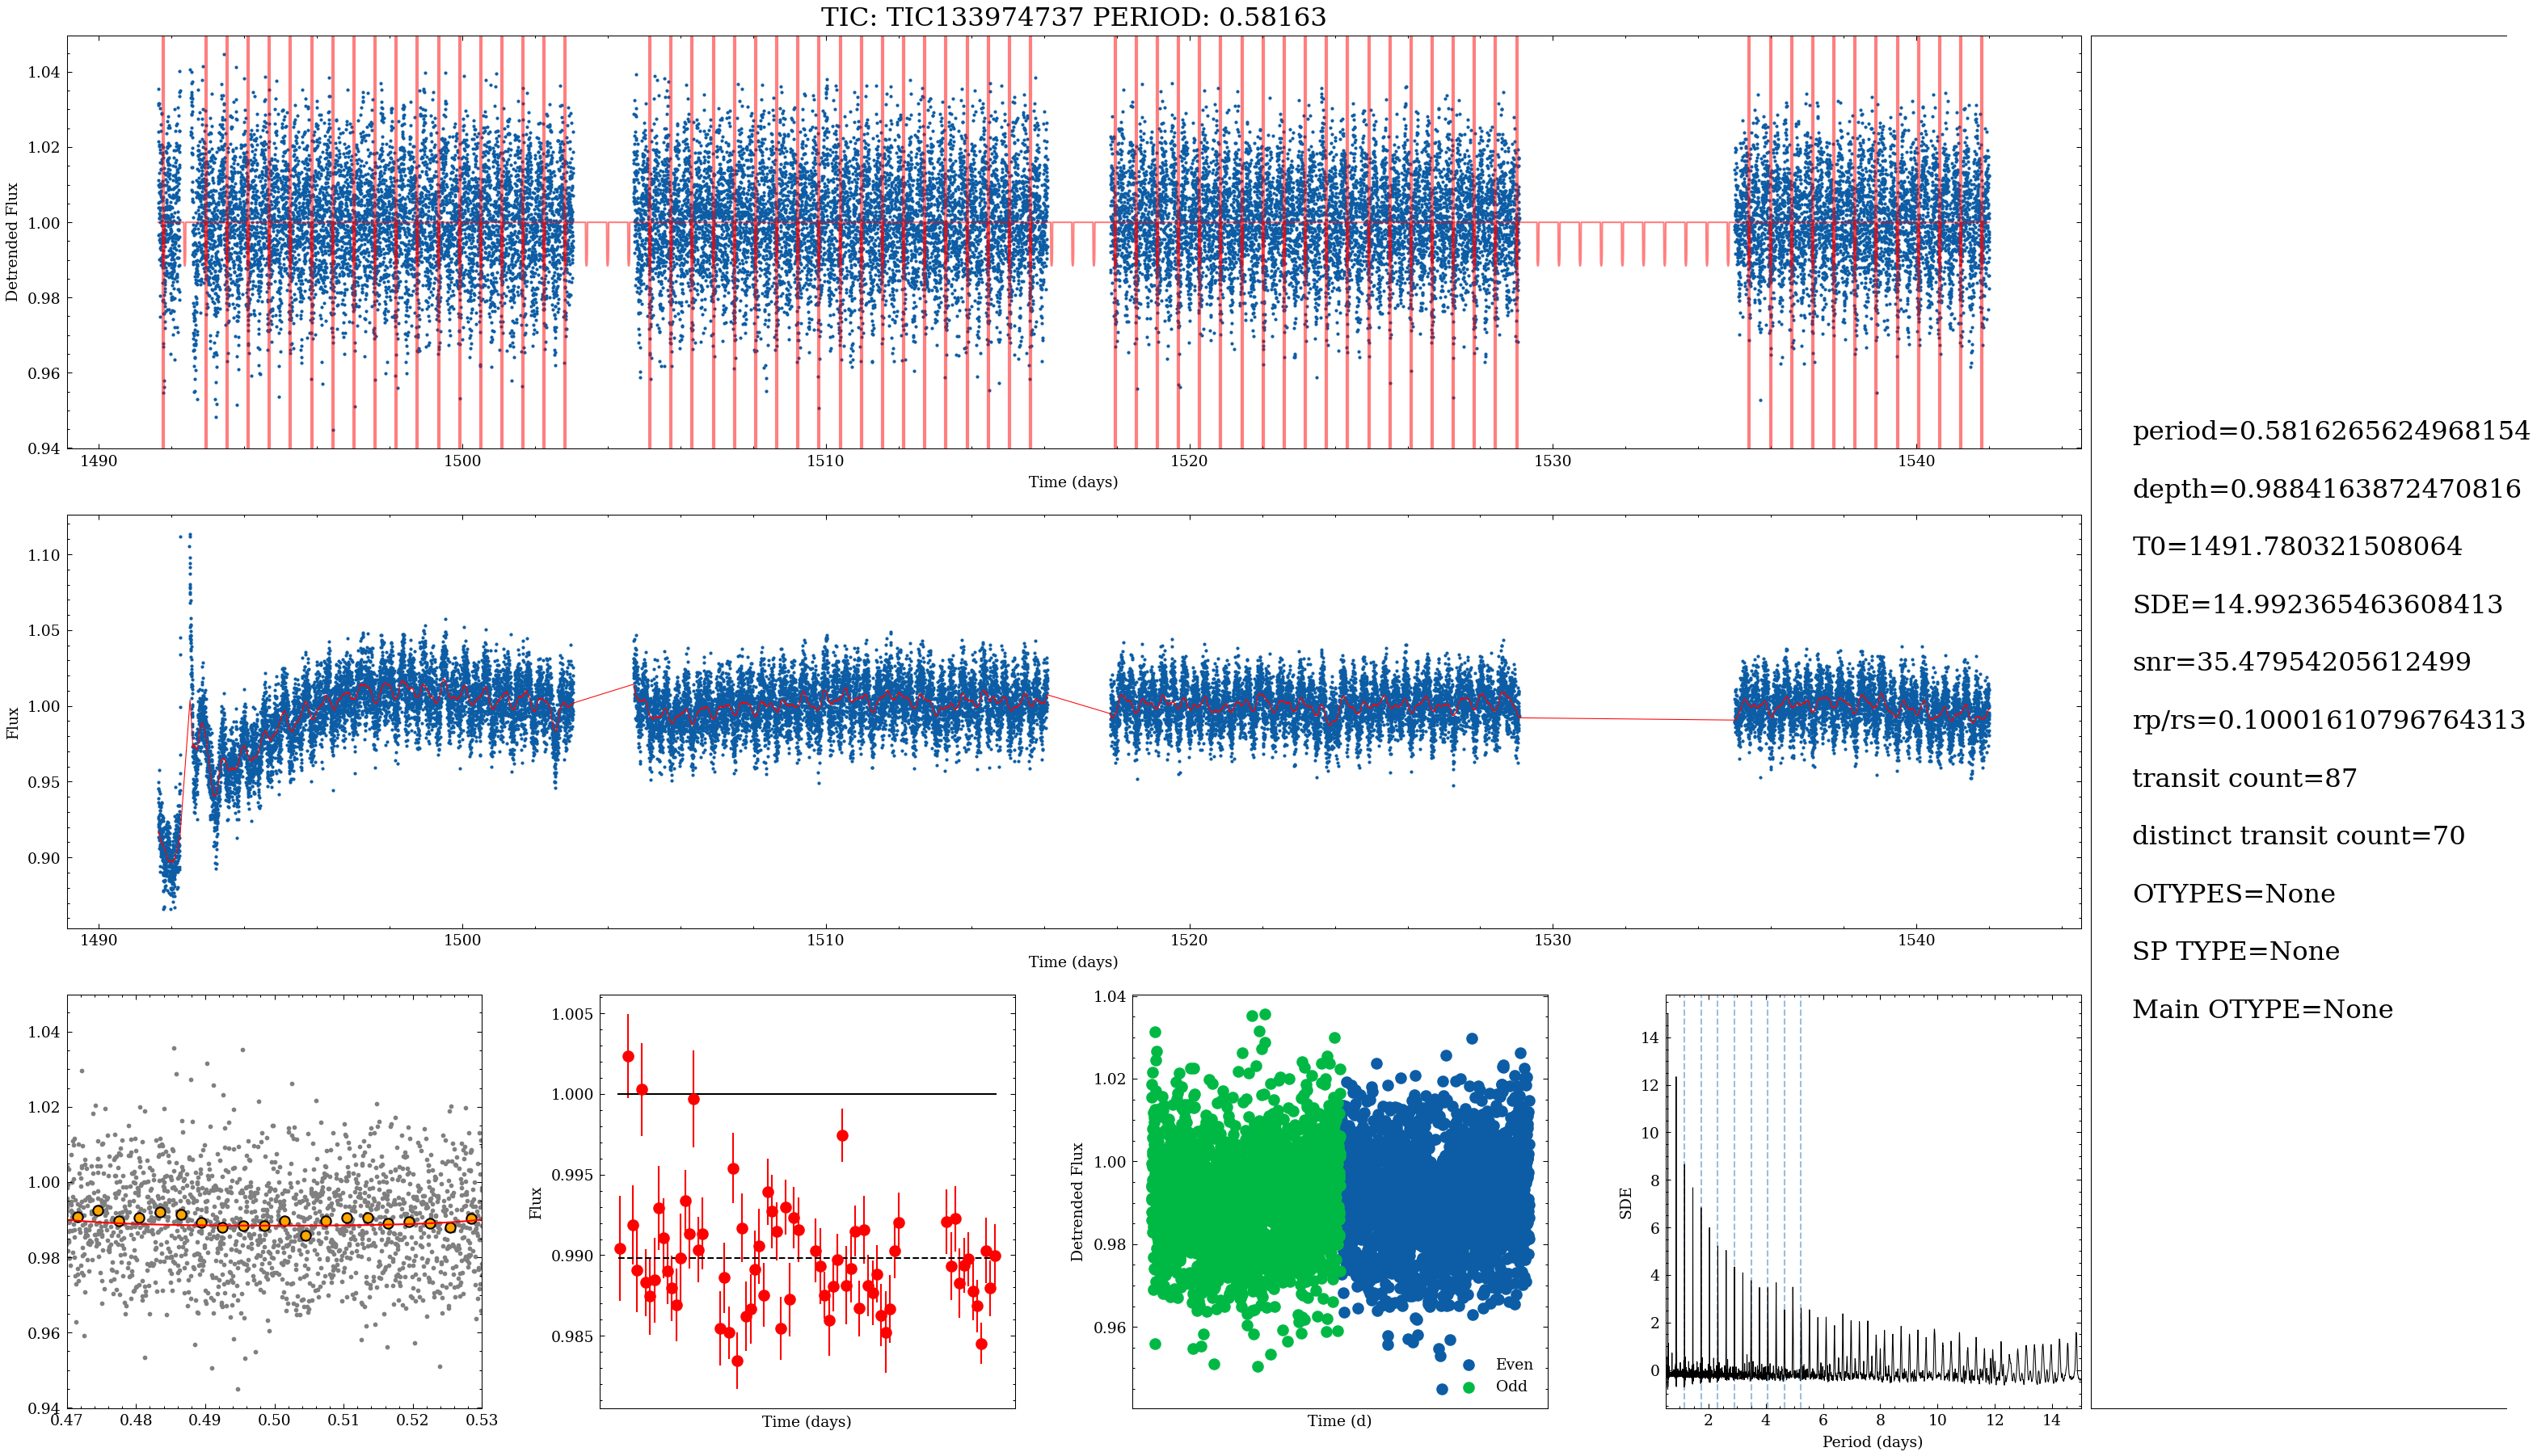 TIC: TIC133974737 PERIOD: 0.58163
1.04
1.02
1.00
0.98
0.96
0.94
Detrended Flux
1490
1500
1510
1520
1530
1540
Time (days)
1.10
1.05
1.00
0.95
0.90
Flux
1490
1500
1510
1520
1530
1540
Time (days)
period=0.5816265624968154
depth=0.9884163872470816
T0=1491.780321508064
SDE=14.992365463608413
snr=35.47954205612499
rp/rs=0.10001610796764313
transit count=87
distinct transit count=70
OTYPES=None
SP TYPE=None
Main OTYPE=None
1.04
1.02
1.00
0.98
0.96
0.94
0.47
0.48
0.49
0.50
0.51
0.52
0.53
1.005
1.000
0.995
0.990
0.985
Flux
Time (days)
1.04
1.02
1.00
0.98
0.96
Detrended Flux
Even
Odd
Time (d)
14
12
10
8
6
4
2
0
SDE
2
4
6
8
10
12
14
Period (days)